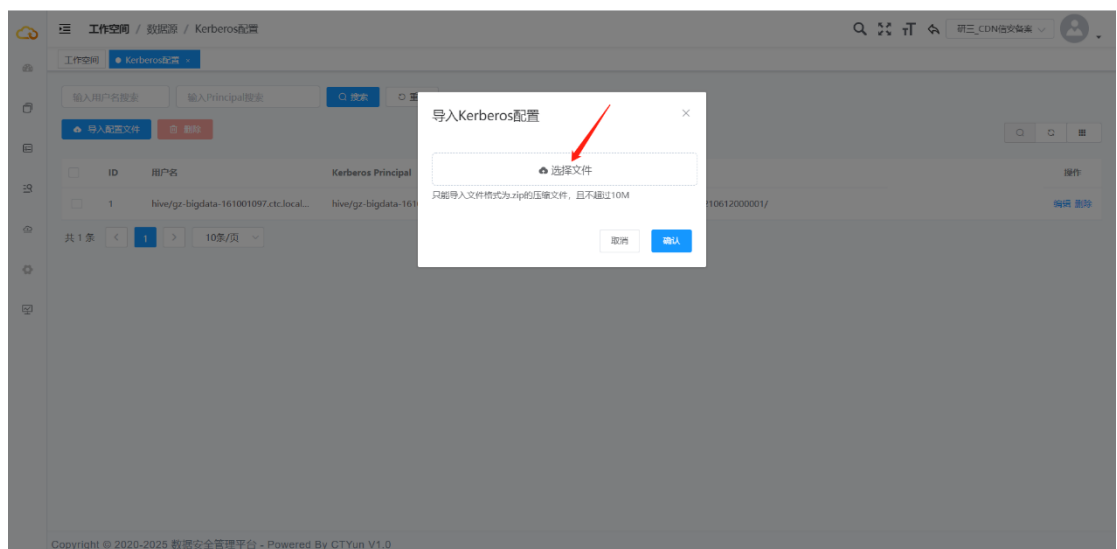 工作空间 / 数据源 / Kerberos配置
研三_CDN信安备案
工作空间 Kerberos配置 ×
输入用户名搜索 输入Principal搜索 搜索
导入配置文件 删除
导入Kerberos配置
选择文件
只能导入文件格式为.zip的压缩文件，且不超过10M
取消 确认
ID 用户名 Kerberos Principal 操作
1 hive/gz-bigdata-161001097.ctc.local... hive/gz-bigdata-161 210612000001/ 编辑 删除
共 1 条 < 1 > 10条/页
Copyright © 2020-2025 数据安全管理平台 - Powered By CTYun V1.0